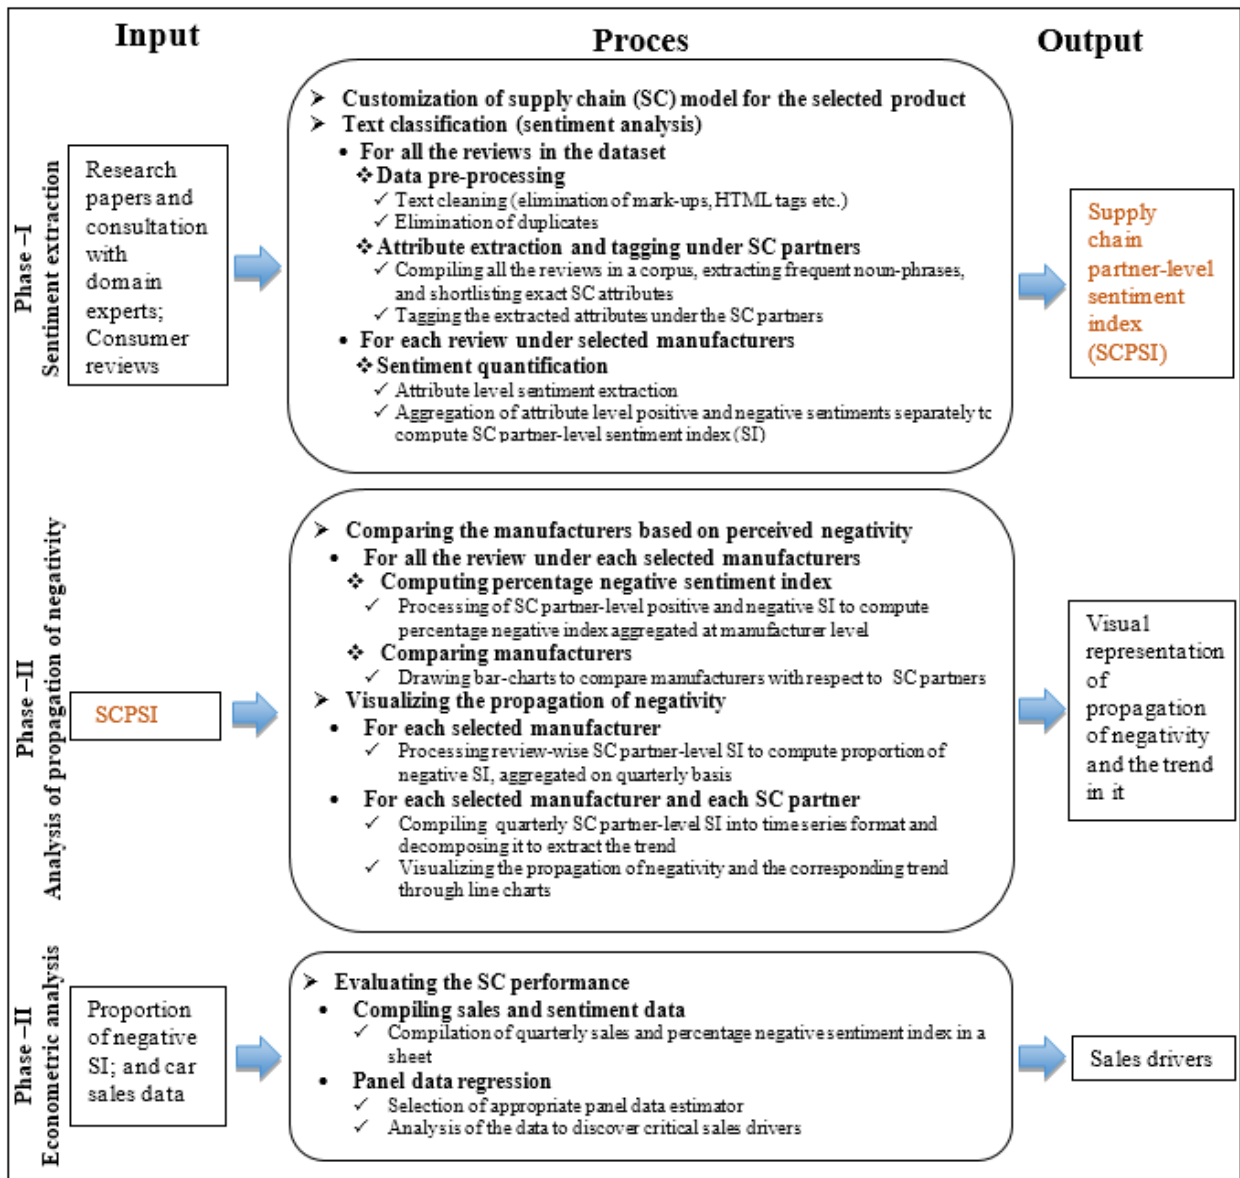 Input
Proces
Output
Phase –I
Sentiment extraction
Research
papers and
consultation
with
domain
experts;
Consumer
reviews
➤ Customization of supply chain (SC) model for the selected product
➤ Text classification (sentiment analysis)
• For all the reviews in the dataset
❖ Data pre-processing
✓ Text cleaning (elimination of mark-ups, HTML tags etc.)
✓ Elimination of duplicates
❖ Attribute extraction and tagging under SC partners
✓ Compiling all the reviews in a corpus, extracting frequent noun-phrases,
and shortlisting exact SC attributes
✓ Tagging the extracted attributes under the SC partners
• For each review under selected manufacturers
❖ Sentiment quantification
✓ Attribute level sentiment extraction
✓ Aggregation of attribute level positive and negative sentiments separately to
compute SC partner-level sentiment index (SI)
Supply
chain
partner-level
sentiment
index
(SCPSI)
Phase –II
Analysis of propagation of negativity
SCPSI
➤ Comparing the manufacturers based on perceived negativity
• For all the review under each selected manufacturers
❖ Computing percentage negative sentiment index
✓ Processing of SC partner-level positive and negative SI to compute
percentage negative index aggregated at manufacturer level
❖ Comparing manufacturers
✓ Drawing bar-charts to compare manufacturers with respect to SC partners
➤ Visualizing the propagation of negativity
• For each selected manufacturer
✓ Processing review-wise SC partner-level SI to compute proportion of
negative SI, aggregated on quarterly basis
• For each selected manufacturer and each SC partner
✓ Compiling quarterly SC partner-level SI into time series format and
decomposing it to extract the trend
✓ Visualizing the propagation of negativity and the corresponding trend
through line charts
Visual
representation
of
propagation
of negativity
and the trend
in it
Phase –II
Econometric analysis
Proportion
of negative
SI; and car
sales data
➤ Evaluating the SC performance
• Compiling sales and sentiment data
✓ Compilation of quarterly sales and percentage negative sentiment index in a
sheet
• Panel data regression
✓ Selection of appropriate panel data estimator
✓ Analysis of the data to discover critical sales drivers
Sales drivers